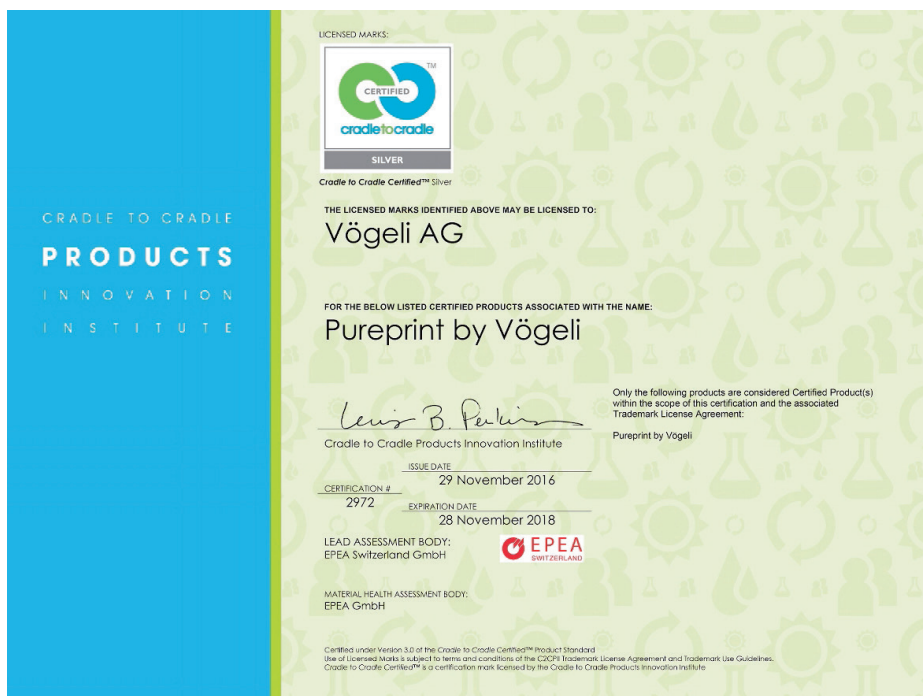 CRADLE TO CRADLE
PRODUCTS
INNOVATION
INSTITUTE
LICENSED MARKS:
TM
CERTIFIED
cradletocradle
SILVER
Cradle to Cradle Certified™ Silver
THE LICENSED MARKS IDENTIFIED ABOVE MAY BE LICENSED TO:
Vögeli AG
FOR THE BELOW LISTED CERTIFIED PRODUCTS ASSOCIATED WITH THE NAME:
Pureprint by Vögeli
Lewis B. Perkins
Cradle to Cradle Products Innovation Institute
ISSUE DATE
29 November 2016
CERTIFICATION #
2972
EXPIRATION DATE
28 November 2018
LEAD ASSESSMENT BODY:
EPEA Switzerland GmbH
EPEA
SWITZERLAND
MATERIAL HEALTH ASSESSMENT BODY:
EPEA GmbH
Only the following products are considered Certified Product(s)
within the scope of this certification and the associated
Trademark License Agreement:
Pureprint by Vögeli
Certified under Version 3.0 of the Cradle to Cradle Certified™ Product Standard
Use of Licensed Marks is subject to terms and conditions of the C2CPII Trademark License Agreement and Trademark Use Guidelines.
Cradle to Cradle Certified™ is a certification mark licensed by the Cradle to Cradle Products Innovation Institute